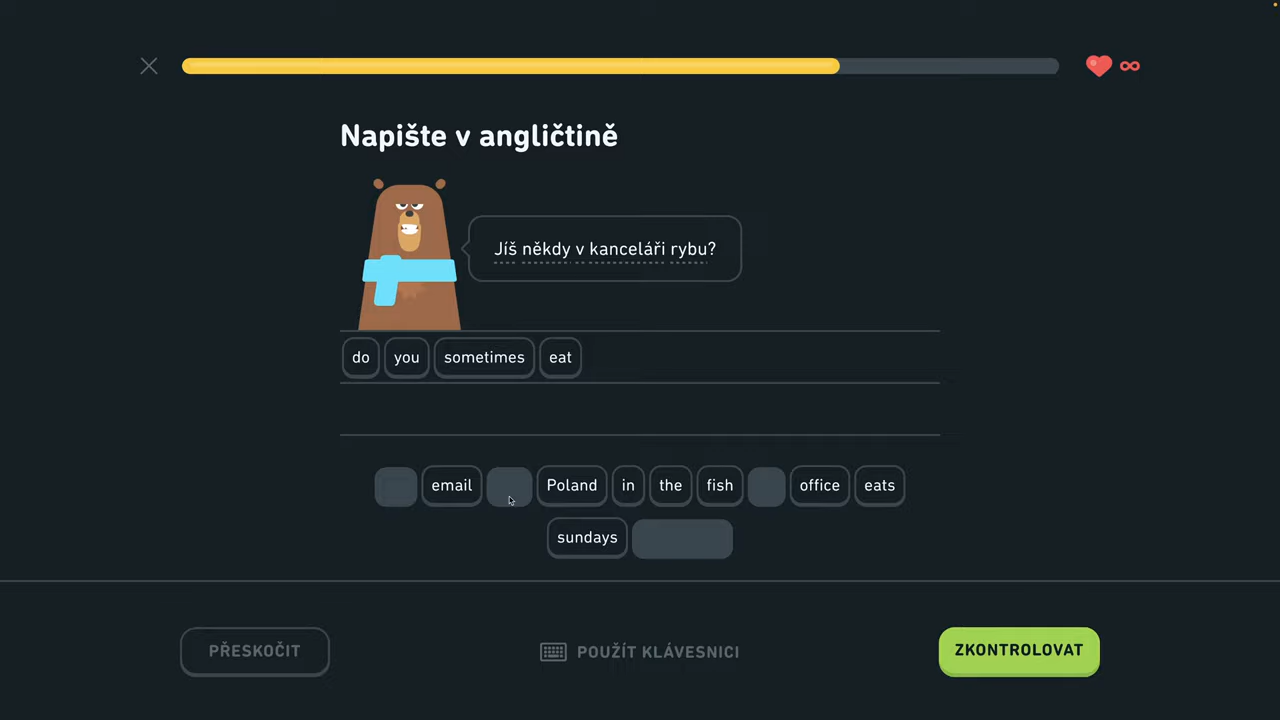 ∞
Napište v angličtině
Jíš někdy v kanceláři rybu?
do you sometimes eat
email Poland in the fish office eats
sundays
PŘESKOČIT POUŽÍT KLÁVESNICI ZKONTROLOVAT